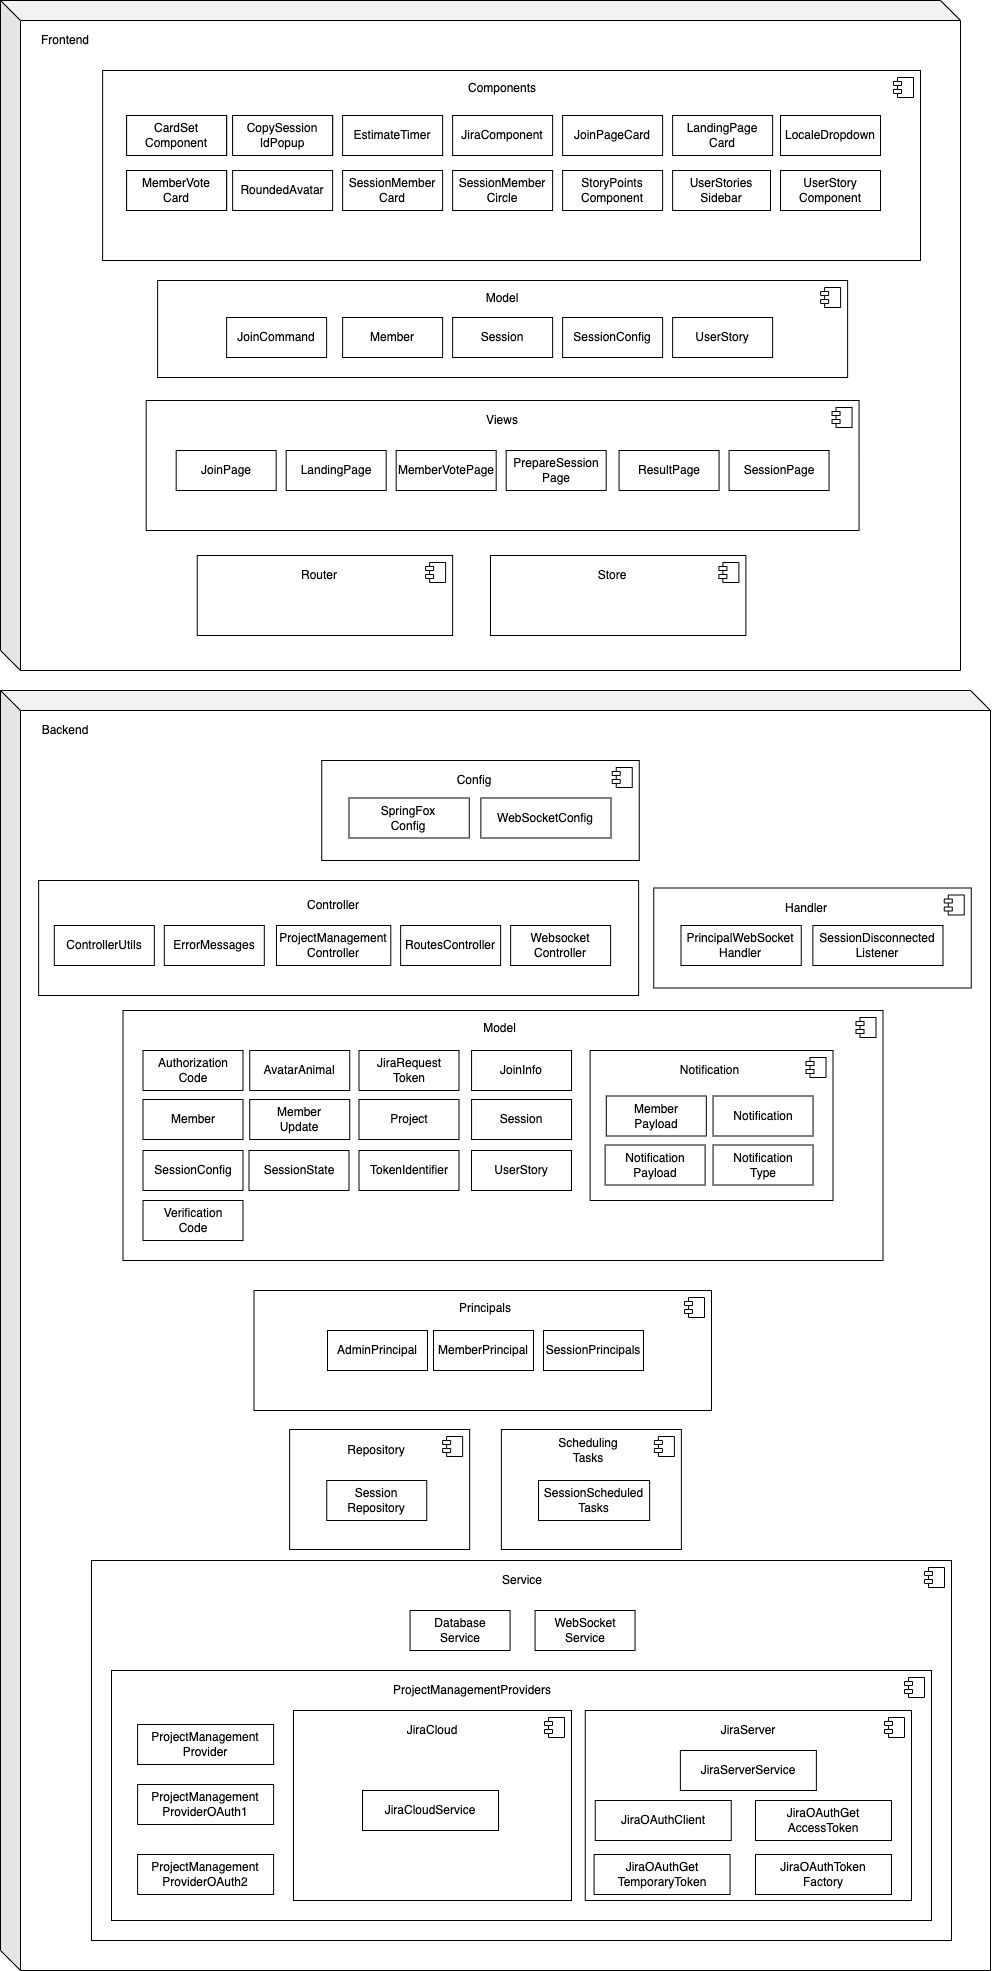 Frontend
Components
CardSet
Component
CopySession
IdPopup
EstimateTimer
JiraComponent
JoinPageCard
LandingPage
Card
LocaleDropdown
MemberVote
Card
RoundedAvatar
SessionMember
Card
SessionMember
Circle
StoryPoints
Component
UserStories
Sidebar
UserStory
Component
Model
JoinCommand
Member
Session
SessionConfig
UserStory
Views
JoinPage
LandingPage
MemberVotePage
PrepareSession
Page
ResultPage
SessionPage
Router
Store
Backend
Config
SpringFox
Config
WebSocketConfig
Controller
ControllerUtils
ErrorMessages
ProjectManagement
Controller
RoutesController
Websocket
Controller
Handler
PrincipalWebSocket
Handler
SessionDisconnected
Listener
Model
Authorization
Code
AvatarAnimal
JiraRequest
Token
JoinInfo
Member
Member
Update
Project
Session
SessionConfig
SessionState
TokenIdentifier
UserStory
Verification
Code
Notification
Member
Payload
Notification
Notification
Payload
Notification
Type
Principals
AdminPrincipal
MemberPrincipal
SessionPrincipals
Repository
Session
Repository
Scheduling
Tasks
SessionScheduled
Tasks
Service
Database
Service
WebSocket
Service
ProjectManagementProviders
ProjectManagement
Provider
ProjectManagement
ProviderOAuth1
ProjectManagement
ProviderOAuth2
JiraCloud
JiraCloudService
JiraServer
JiraServerService
JiraOAuthClient
JiraOAuthGet
AccessToken
JiraOAuthGet
TemporaryToken
JiraOAuthToken
Factory